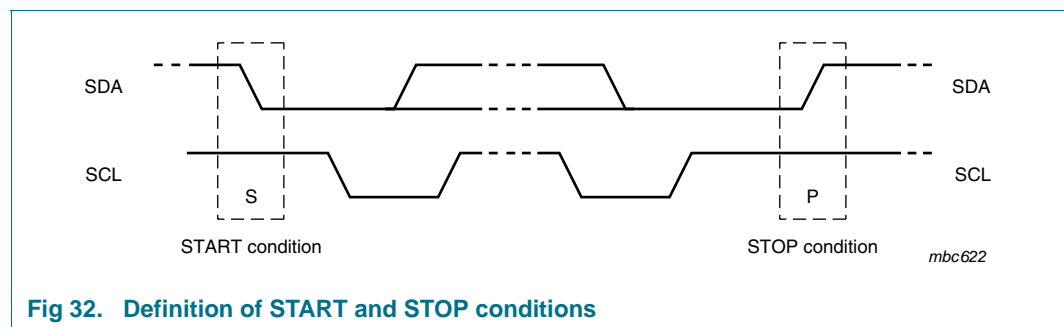 SDA
SDA
SCL
SCL
S
P
START condition
STOP condition
mbc622
Fig 32. Definition of START and STOP conditions